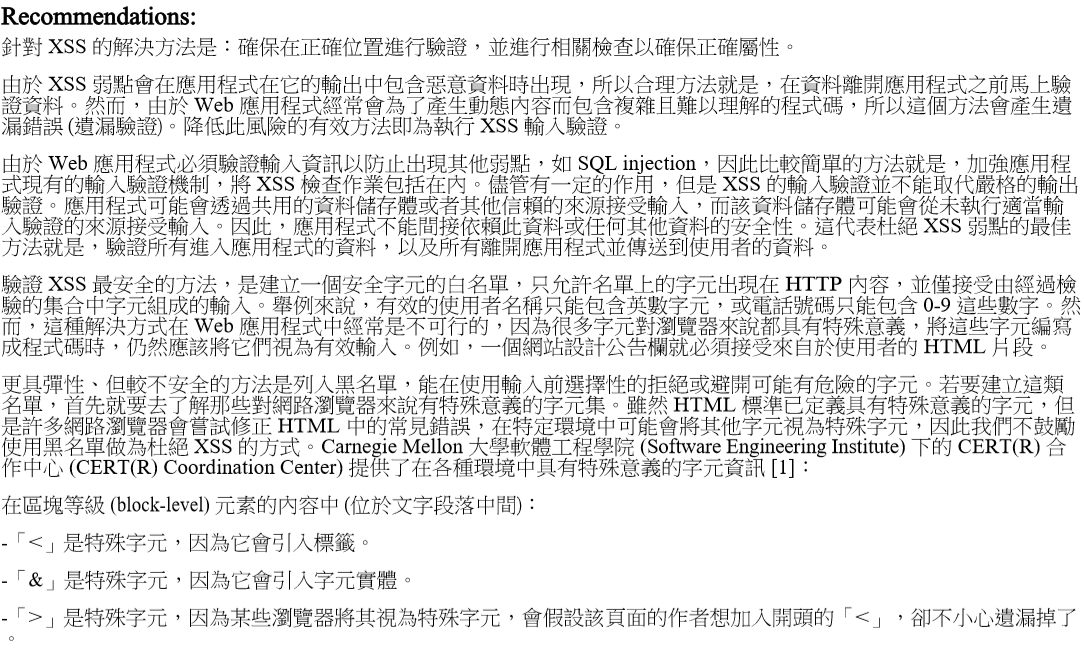 Recommendations:
針對 XSS 的解決方法是：確保在正確位置進行驗證，並進行相關檢查以確保正確屬性。
由於 XSS 弱點會在應用程式在它的輸出中包含惡意資料時出現，所以合理方法就是，在資料離開應用程式之前馬上驗
證資料。然而，由於 Web 應用程式經常會為了產生動態內容而包含複雜且難以理解的程式碼，所以這個方法會產生遺
漏錯誤 (遺漏驗證)。降低此風險的有效方法即為執行 XSS 輸入驗證。
由於 Web 應用程式必須驗證輸入資訊以防止出現其他弱點，如 SQL injection，因此比較簡單的方法就是，加強應用程
式現有的輸入驗證機制，將 XSS 檢查作業包括在內。儘管有一定的作用，但是 XSS 的輸入驗證並不能取代嚴格的輸出
驗證。應用程式可能會透過共用的資料儲存體或者其他信賴的來源接受輸入，而該資料儲存體可能會從未執行適當輸
入驗證的來源接受輸入。因此，應用程式不能間接依賴此資料或任何其他資料的安全性。這代表杜絕 XSS 弱點的最佳
方法就是，驗證所有進入應用程式的資料，以及所有離開應用程式並傳送到使用者的資料。
驗證 XSS 最安全的方法，是建立一個安全字元的白名單，只允許名單上的字元出現在 HTTP 內容，並僅接受由經過檢
驗的集合中字元組成的輸入。舉例來說，有效的使用者名稱只能包含英數字元，或電話號碼只能包含 0-9 這些數字。然
而，這種解決方式在 Web 應用程式中經常是不可行的，因為很多字元對瀏覽器來說都具有特殊意義，將這些字元編寫
成程式碼時，仍然應該將它們視為有效輸入。例如，一個網站設計公告欄就必須接受來自於使用者的 HTML 片段。
更具彈性、但較不安全的方法是列入黑名單，能在使用輸入前選擇性的拒絕或避開可能有危險的字元。若要建立這類
名單，首先就要去了解那些對網路瀏覽器來說有特殊意義的字元集。雖然 HTML 標準已定義具有特殊意義的字元，但
是許多網路瀏覽器會嘗試修正 HTML 中的常見錯誤，在特定環境中可能會將其他字元視為特殊字元，因此我們不鼓勵
使用黑名單做為杜絕 XSS 的方式。Carnegie Mellon 大學軟體工程學院 (Software Engineering Institute) 下的 CERT(R) 合
作中心 (CERT(R) Coordination Center) 提供了在各種環境中具有特殊意義的字元資訊 [1]：
在區塊等級 (block-level) 元素的內容中 (位於文字段落中間)：
-「<」是特殊字元，因為它會引入標籤。
-「&」是特殊字元，因為它會引入字元實體。
-「>」是特殊字元，因為某些瀏覽器將其視為特殊字元，會假設該頁面的作者想加入開頭的「<」，卻不小心遺漏掉了
。